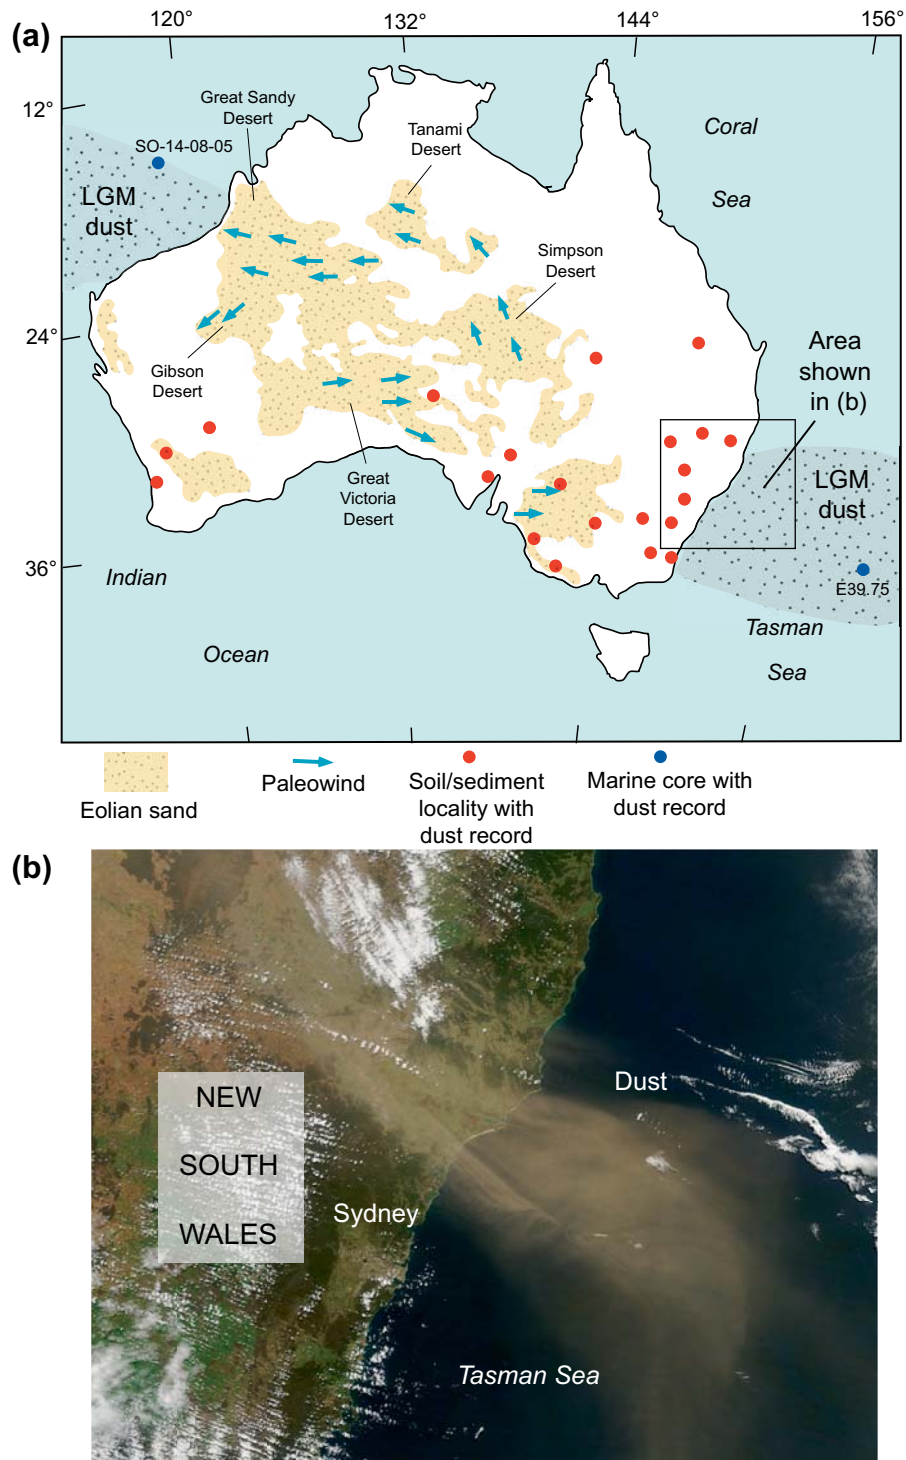 (a)
120°
132°
144°
156°
12°
24°
36°
Great Sandy
Desert
SO-14-08-05
LGM
dust
Tanami
Desert
Coral
Sea
Simpson
Desert
Gibson
Desert
Great
Victoria
Desert
Area
shown
in (b)
LGM
dust
E39.75
Indian
Ocean
Tasman
Sea
Eolian sand
Paleowind
Soil/sediment
locality with
dust record
Marine core with
dust record
(b)
NEW
SOUTH
WALES
Dust
Sydney
Tasman Sea